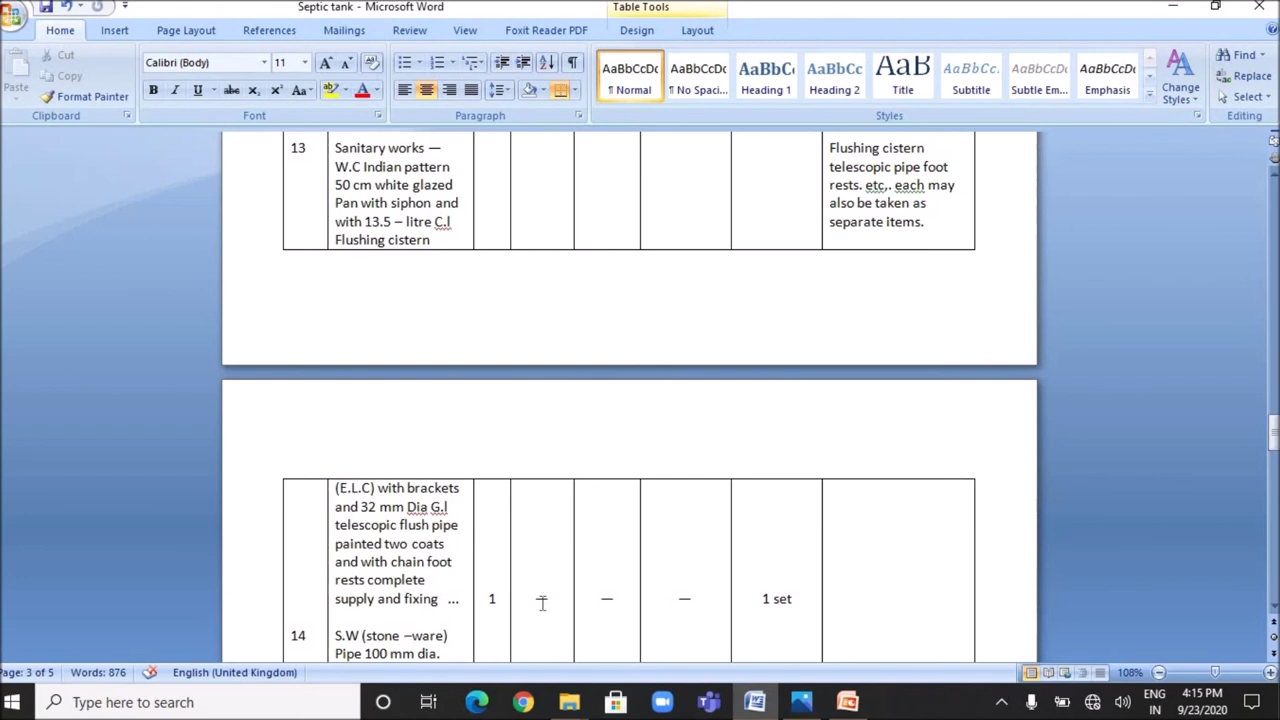 Septic tank - Microsoft Word
Table Tools
Home
Insert
Page Layout
References
Mailings
Review
View
Foxit Reader PDF
Design
Layout
Paste
Cut
Copy
Format Painter
Clipboard
Calibri (Body)
11
Font
Paragraph
AaBbCcDc
¶ Normal
AaBbCcDc
¶ No Spaci...
AaBbCc
Heading 1
AaBbCc
Heading 2
AaB
Title
AaBbCc.
Subtitle
AaBbCcDc
Subtle Em...
AaBbCcDc
Emphasis
Change
Styles
Styles
Find
Replace
Select
Editing
13
Sanitary works —
W.C Indian pattern
50 cm white glazed
Pan with siphon and
with 13.5 – litre C.l
Flushing cistern
Flushing cistern
telescopic pipe foot
rests. etc,. each may
also be taken as
separate items.
(E.L.C) with brackets
and 32 mm Dia G.l
telescopic flush pipe
painted two coats
and with chain foot
rests complete
supply and fixing ... 1 — — — 1 set
14
S.W (stone –ware)
Pipe 100 mm dia.
Page: 3 of 5
Words: 876
English (United Kingdom)
108%
Type here to search
ENG
IN
4:15 PM
9/23/2020